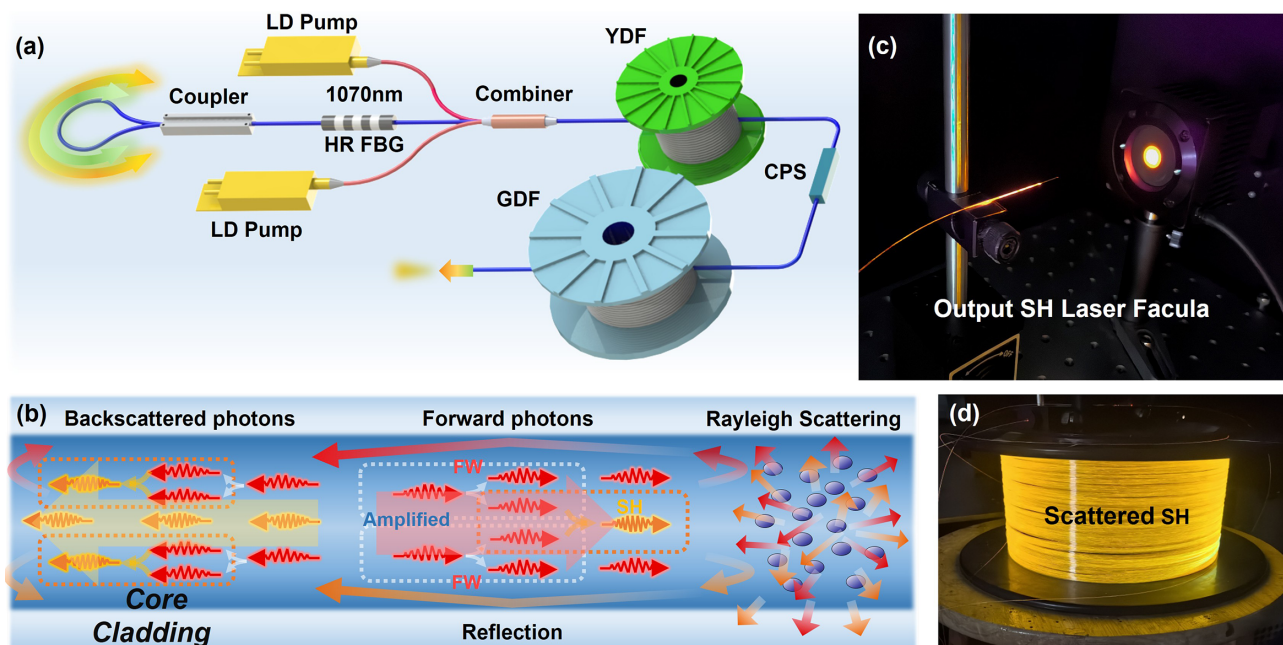 (a)
LD Pump
Coupler
1070nm
HR FBG
Combiner
YDF
CPS
LD Pump
GDF
(c)
Output SH Laser Facula
(b)
Backscattered photons
Forward photons
Rayleigh Scattering
FW
Amplified
SH
FW
Core
Cladding
Reflection
(d)
Scattered SH